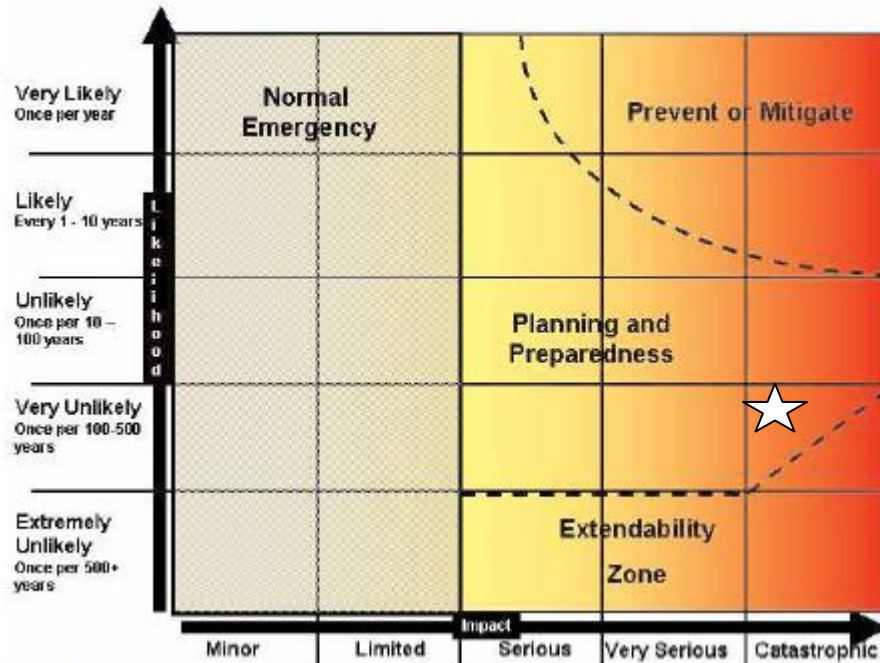 Very Likely
Once per year
Normal
Emergency
Prevent or Mitigate
Likely
Every 1 - 10 years
Likeliihood
Unlikely
Once per 10 –
100 years
Planning and
Preparedness
Very Unlikely
Once per 100-500
years
Extremely
Unlikely
Once per 500+
years
Extendability
Zone
Impact
Minor
Limited
Serious
Very Serious
Catastrophic